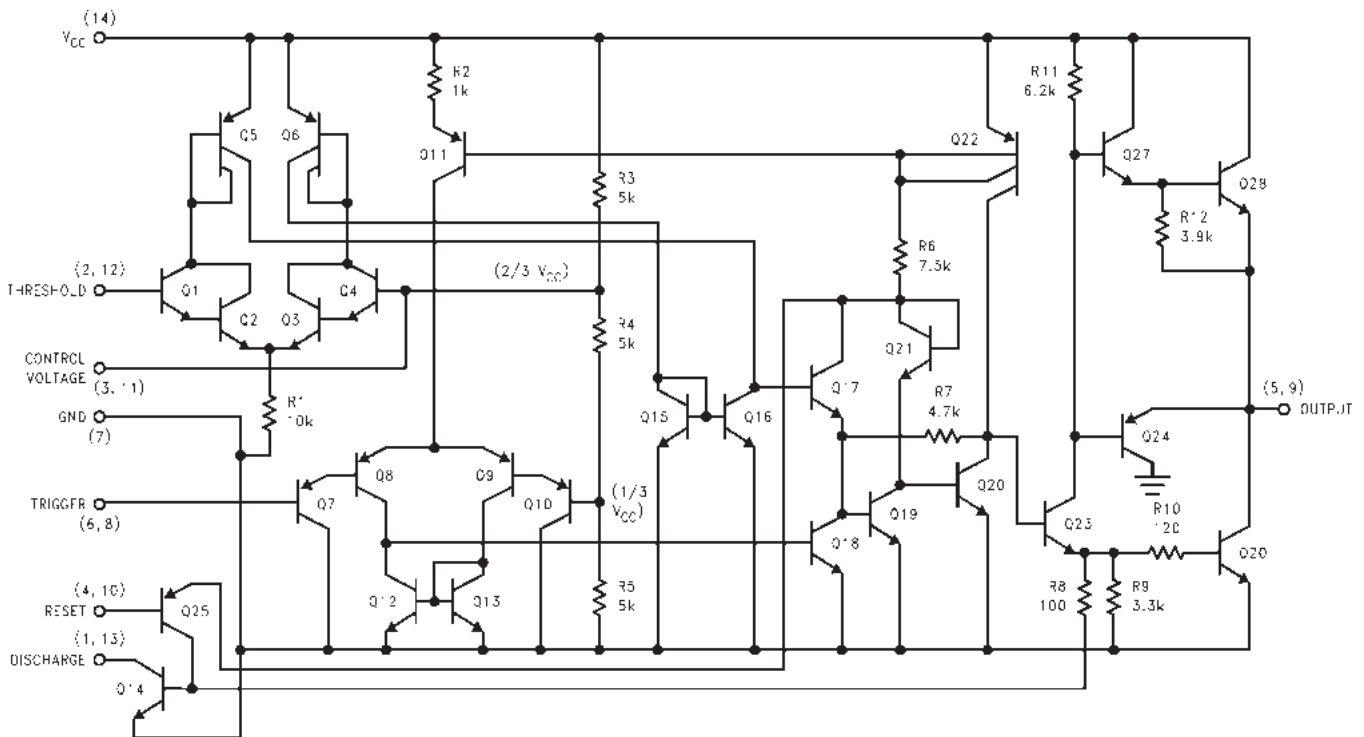 (14)
VCC
R2
1k
R11
6.2k
Q5
Q6
Q11
Q22
Q27
Q28
R3
5k
R12
3.9k
R6
7.5k
(2, 12)
THRESHOLD
Q1
Q2
Q3
Q4
(2/3 VCC)
R4
5k
Q21
CONTROL
VOLTAGE
(3, 11)
R1
10k
GND
(7)
Q15
Q16
Q17
R7
4.7k
(5, 9)
OUTPUT
Q24
TRIGGER
(6, 8)
Q7
Q8
Q9
Q10
(1/3
VCC)
Q18
Q19
Q20
Q23
R10
120
Q20
(4, 10)
RESET
Q25
Q12
Q13
R5
5k
R8
100
R9
3.3k
(1, 13)
DISCHARGE
Q14